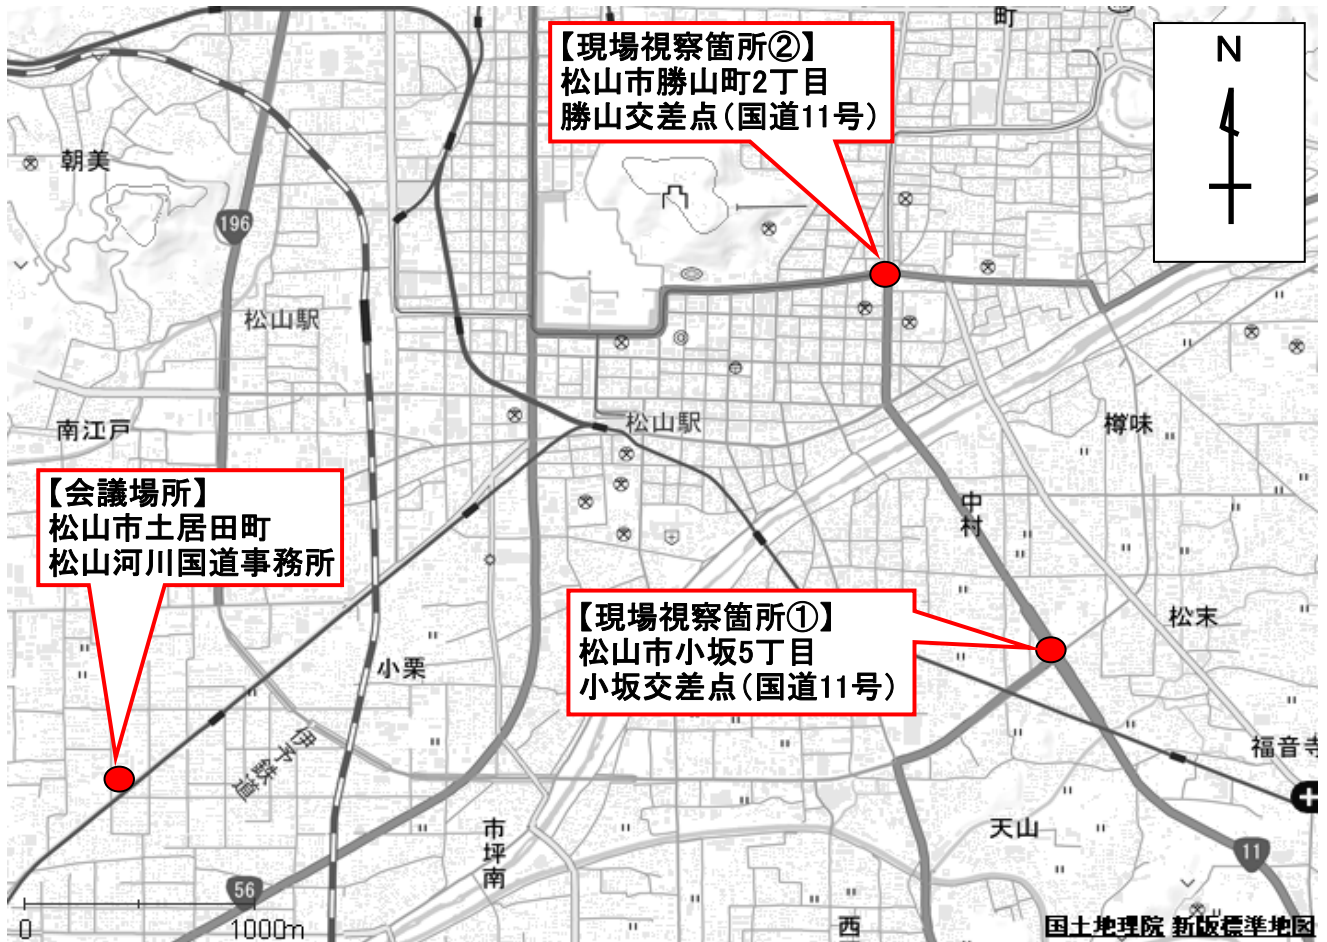 町
【現場視察箇所②】
松山市勝山町2丁目
勝山交差点(国道11号)
N
朝美
196
松山駅
松山駅
南江戸
樽味
【会議場所】
松山市土居田町
松山河川国道事務所
中村
【現場視察箇所①】
松山市小坂5丁目
小坂交差点(国道11号)
松末
小栗
伊予鉄道
福音寺
市坪南
天山
11
56
西
0
1000m
国土地理院 新版標準地図